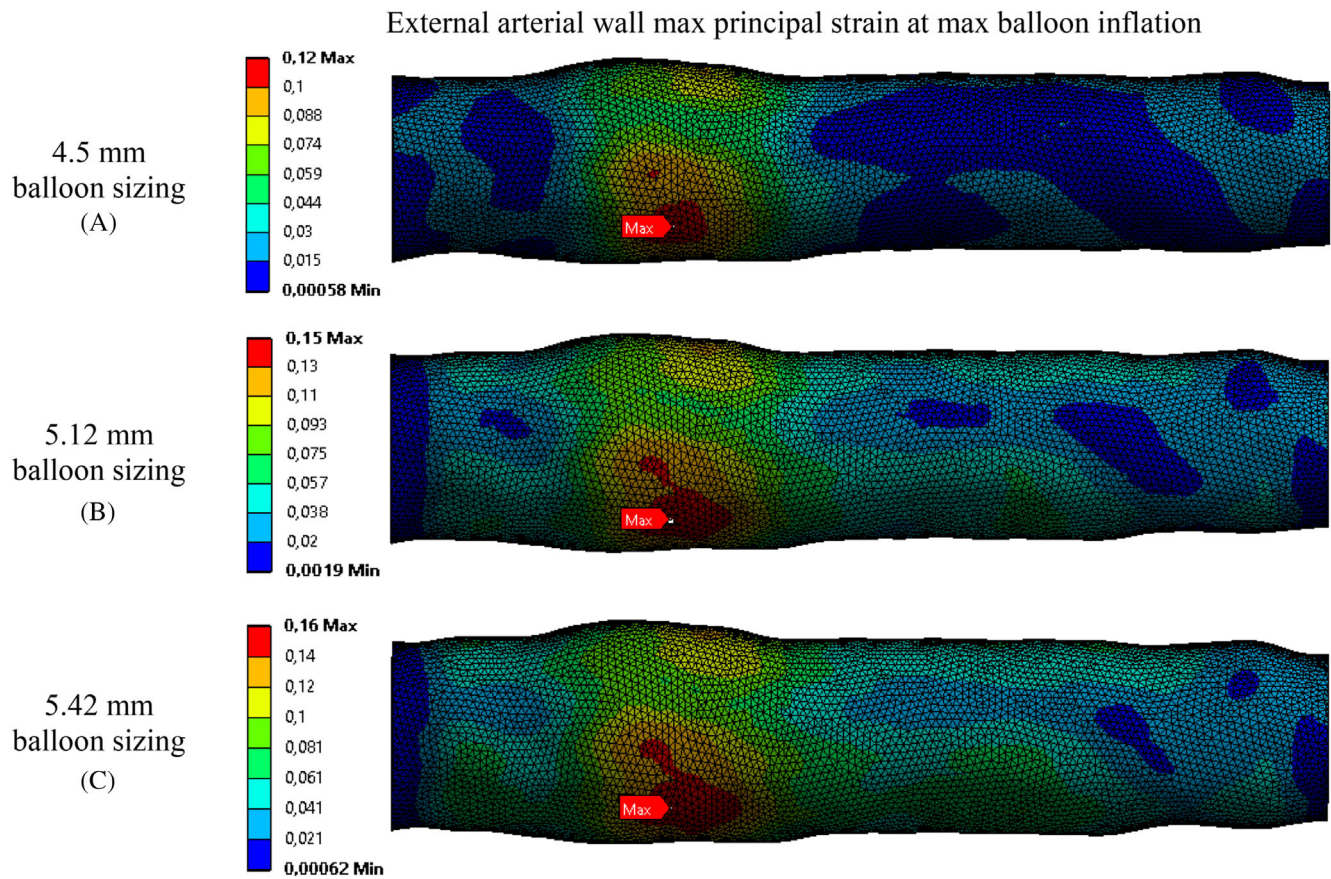 External arterial wall max principal strain at max balloon inflation
4.5 mm
balloon sizing
(A)
0,12 Max
0,1
0,088
0,074
0,059
0,044
0,03
0,015
0,00058 Min
Max
5.12 mm
balloon sizing
(B)
0,15 Max
0,13
0,11
0,093
0,075
0,057
0,038
0,02
0,0019 Min
Max
5.42 mm
balloon sizing
(C)
0,16 Max
0,14
0,12
0,1
0,081
0,061
0,041
0,021
0,00062 Min
Max